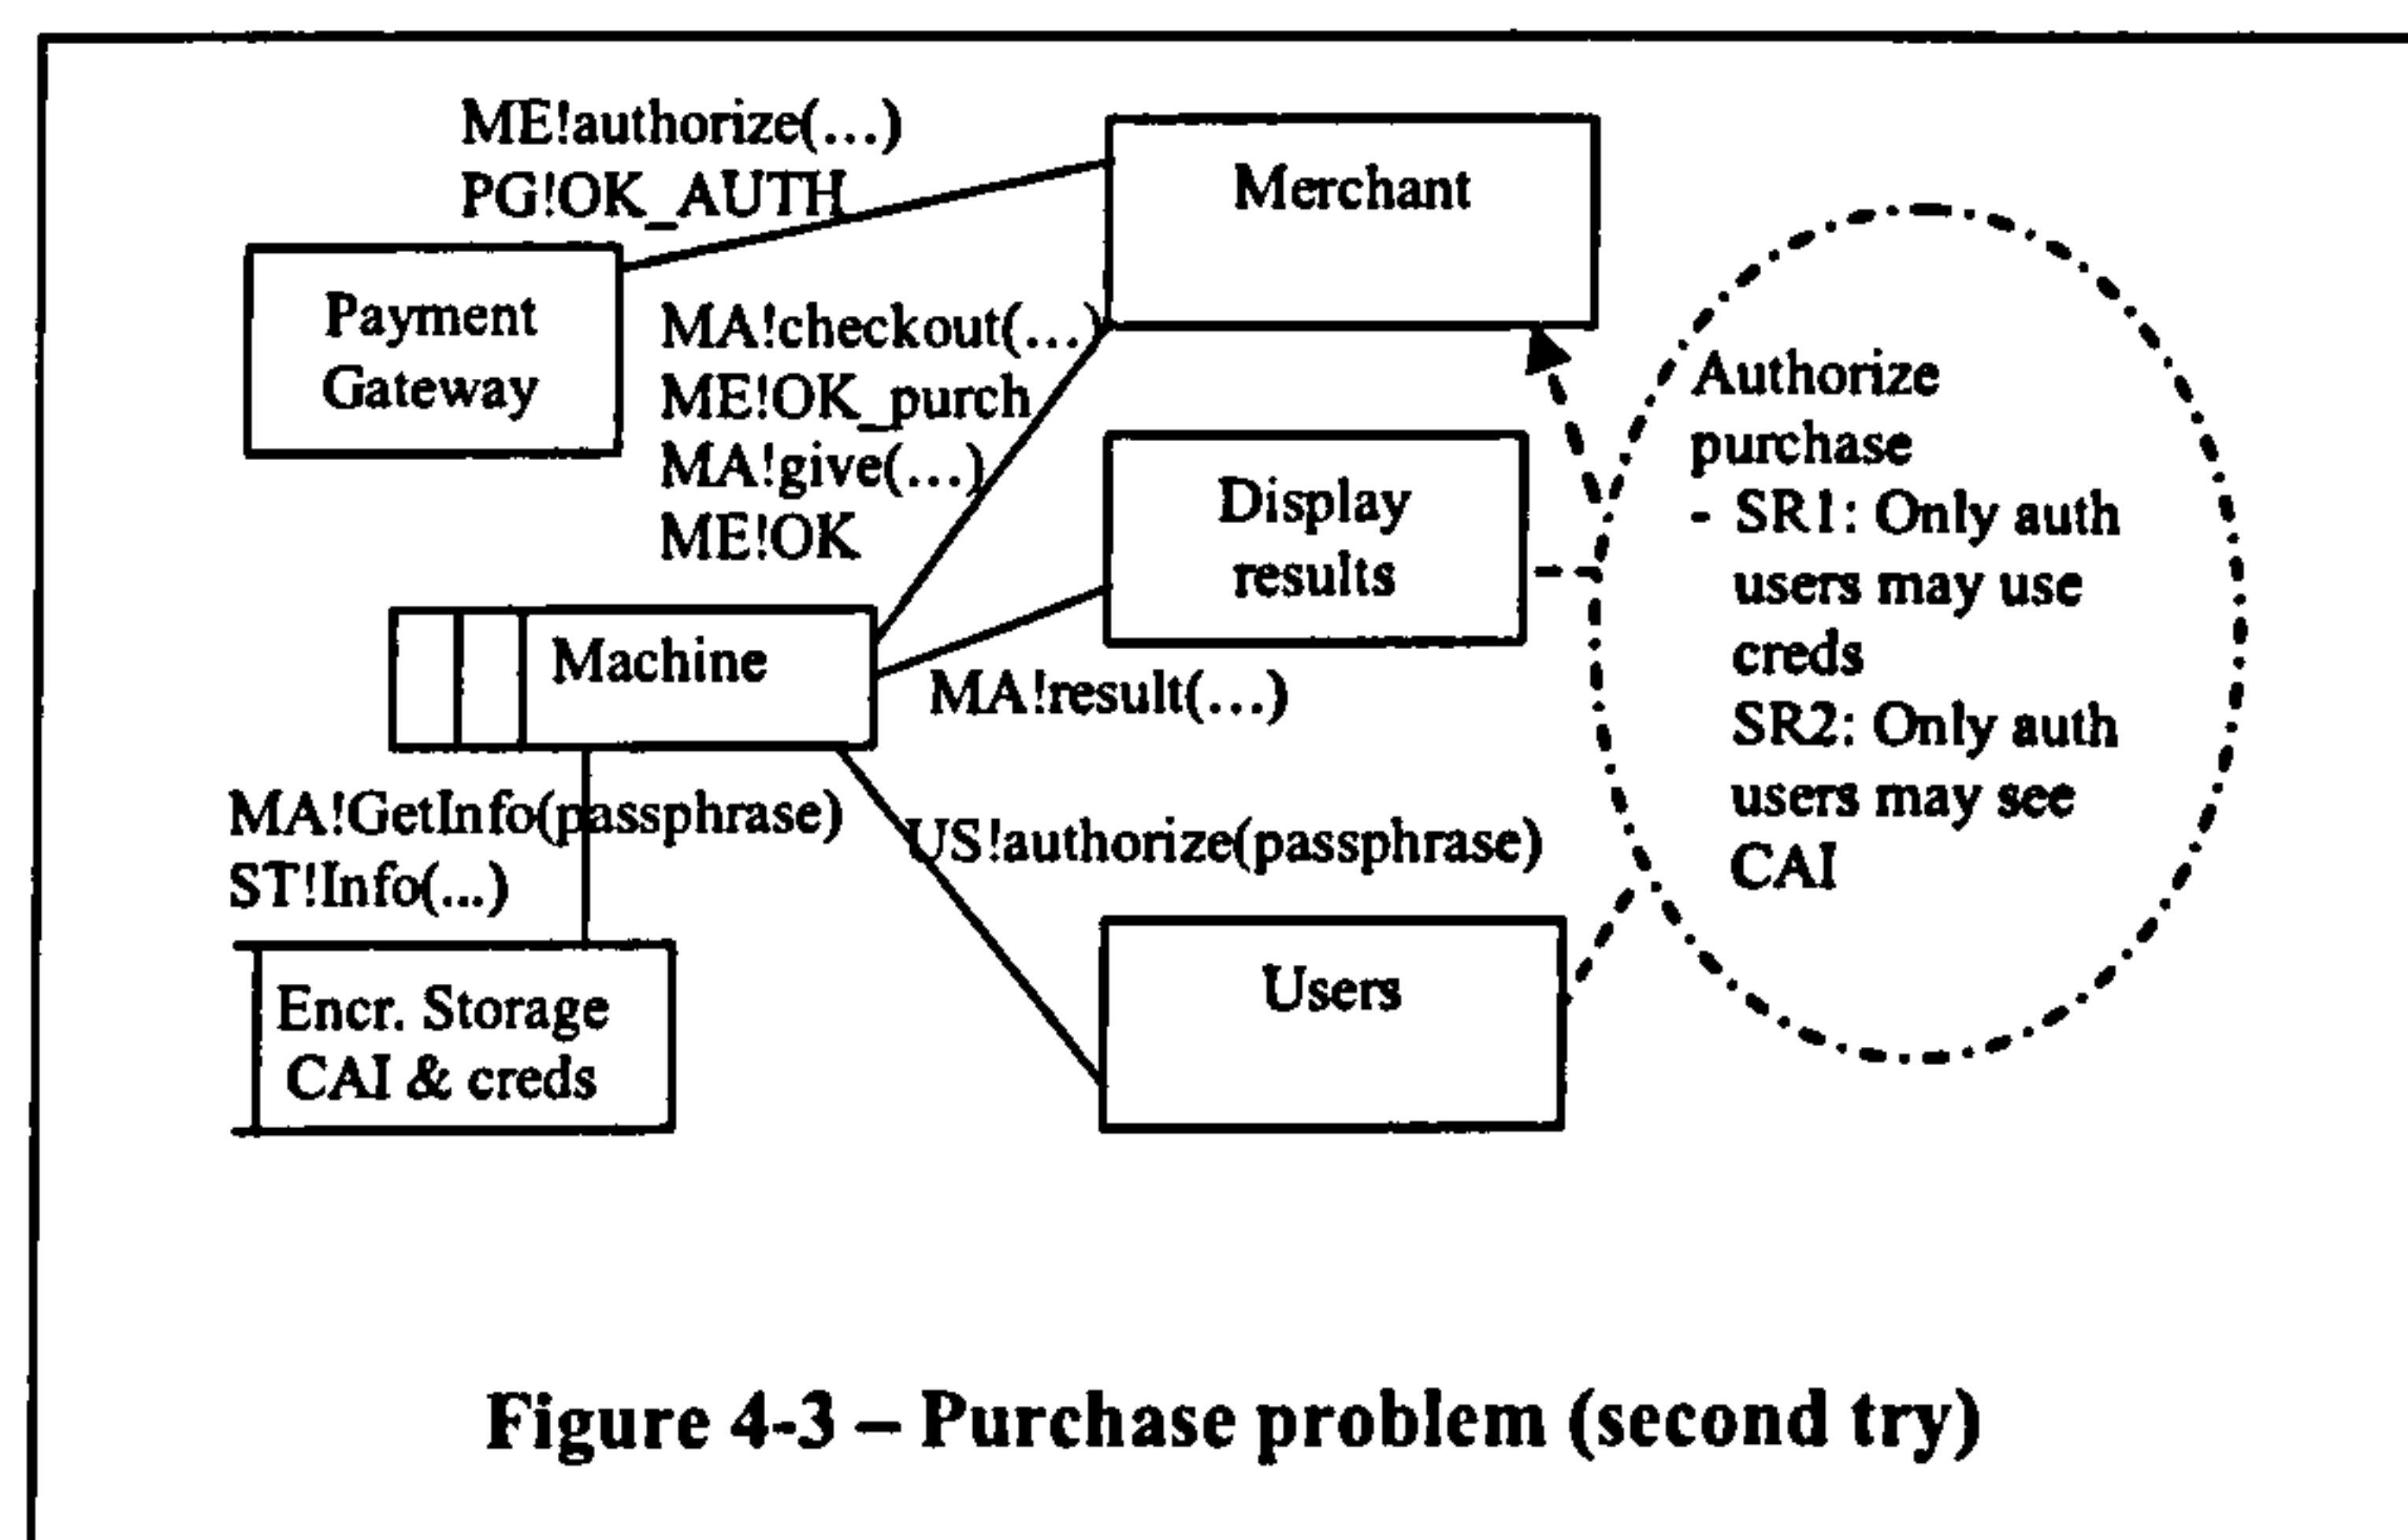 ME!authorize(...)
PG!OK_AUTH
Merchant
Payment
Gateway
MA!checkout(...)
ME!OK_purch
MA!give(...)
ME!OK
Authorize
purchase
- SR1: Only auth
users may use
creds
SR2: Only auth
users may see
CAI
Display
results
Machine
MA!result(...)
MA!GetInfo(passphrase)
ST!Info(...)
US!authorize(passphrase)
Encr. Storage
CAI & creds
Users
Figure 4-3 – Purchase problem (second try)